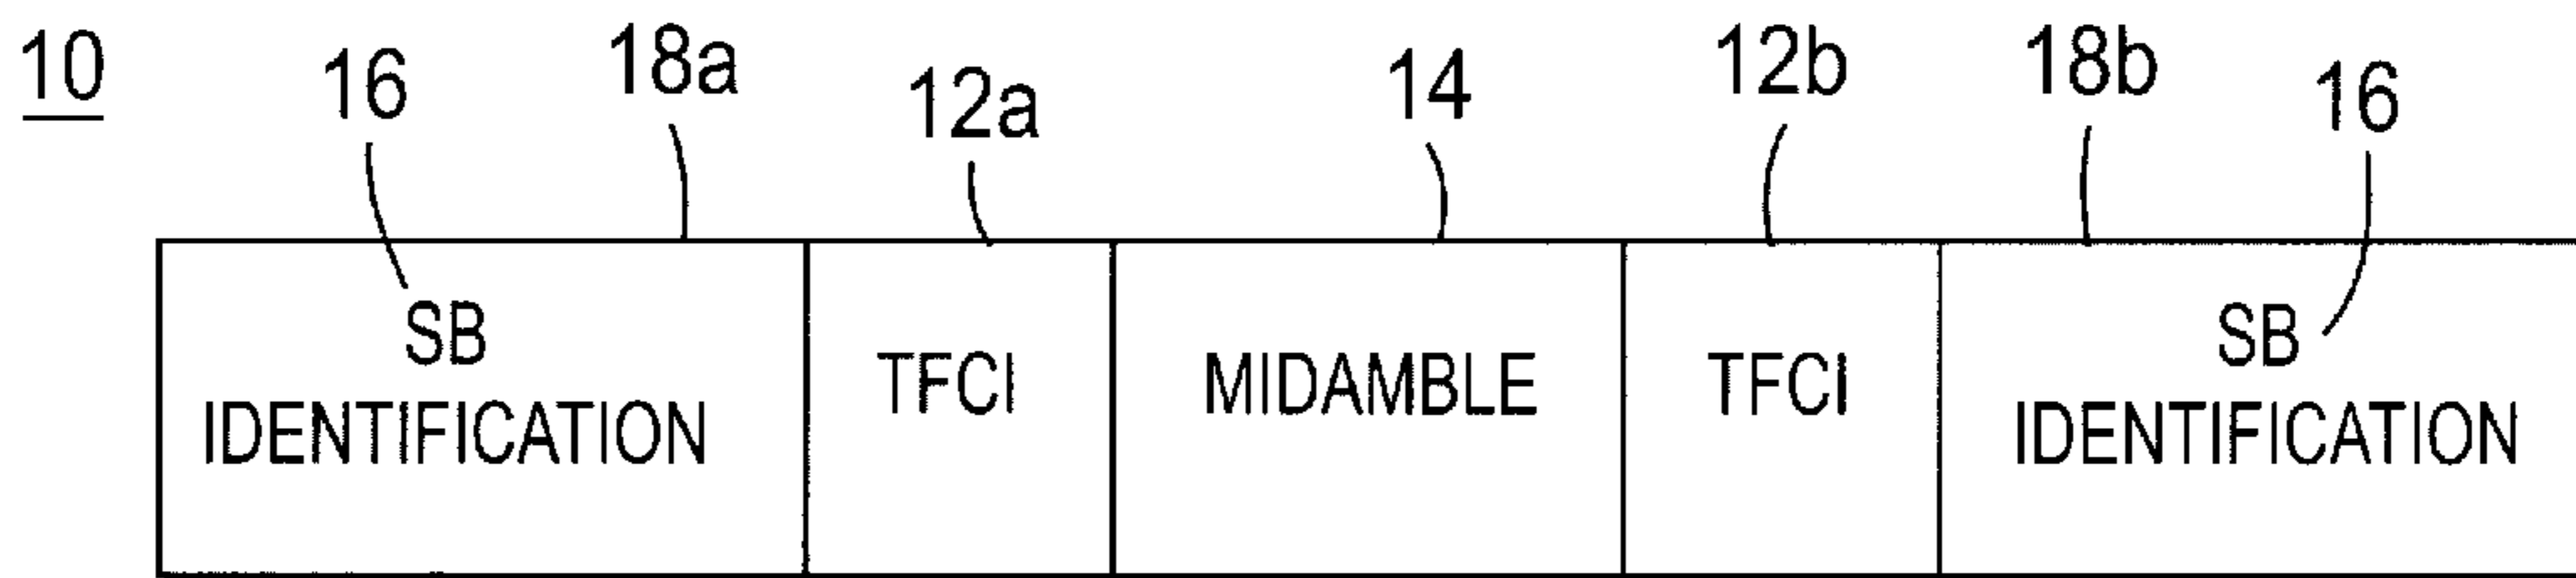 10
16 18a 12a 14 12b 18b 16
SB IDENTIFICATION
TFCI
MIDAMBLE
TFCI
SB IDENTIFICATION